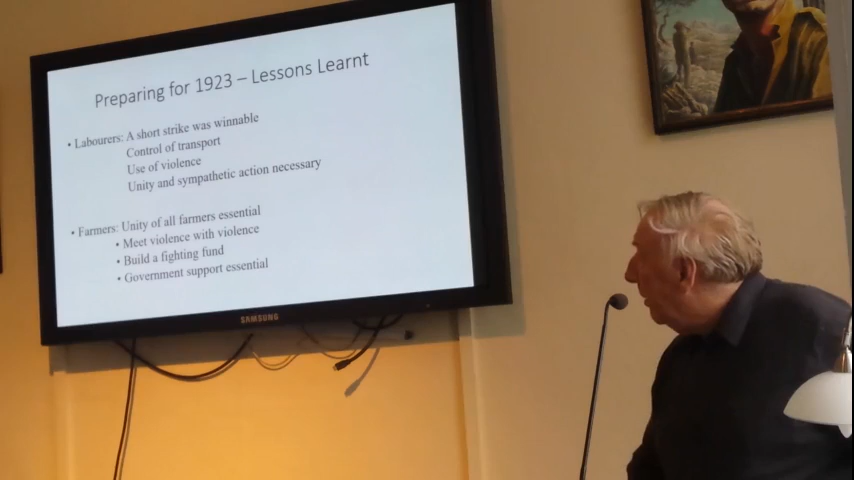 Preparing for 1923 – Lessons Learnt
• Labourers: A short strike was winnable
Control of transport
Use of violence
Unity and sympathetic action necessary
• Farmers: Unity of all farmers essential
• Meet violence with violence
• Build a fighting fund
• Government support essential
SAMSUNG